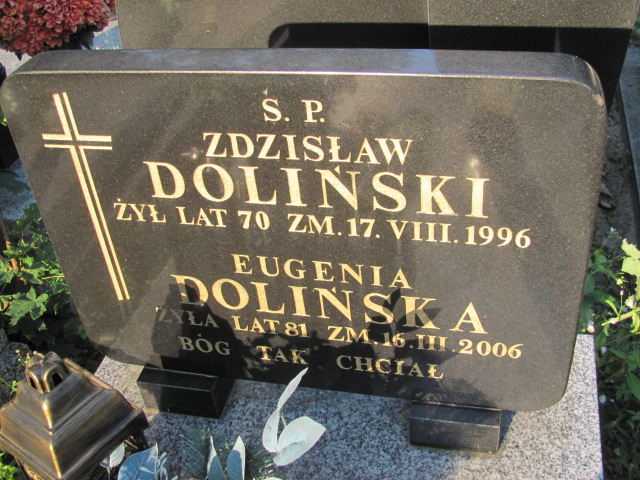 Ś. P.
ZDZISŁAW
DOLIŃSKI
ŻYŁ LAT 70 ZM. 17. VIII. 1996
EUGENIA
DOLIŃSKA
ŻYŁA LAT 81 ZM. 16. III. 2006
BÓG TAK CHCIAŁ